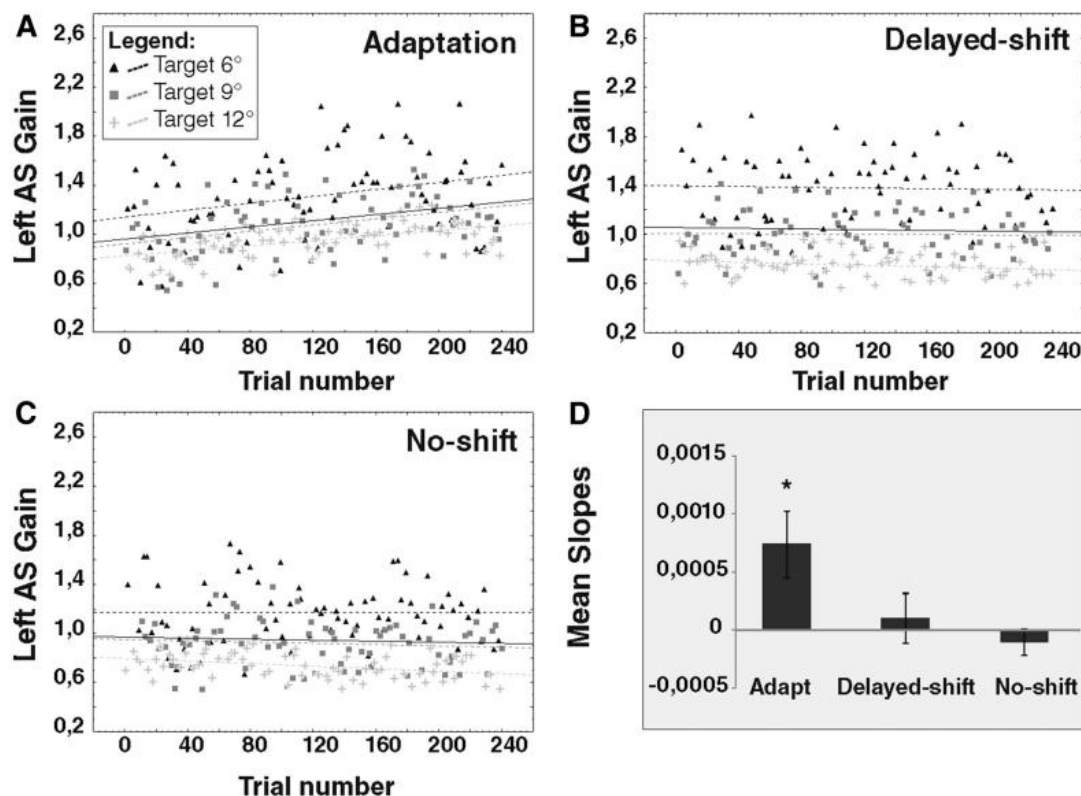 A
Adaptation
Legend:
Target 6°
Target 9°
Target 12°
Left AS Gain
2,6
2,2
1,8
1,4
1,0
0,6
0,2
0 40 80 120 160 200 240
Trial number
B
Delayed-shift
Left AS Gain
2,6
2,2
1,8
1,4
1,0
0,6
0,2
0 40 80 120 160 200 240
Trial number
C
No-shift
Left AS Gain
2,6
2,2
1,8
1,4
1,0
0,6
0,2
0 40 80 120 160 200 240
Trial number
D
Mean Slopes
0,0015
0,0010
0,0005
0
-0,0005
*
Adapt Delayed-shift No-shift